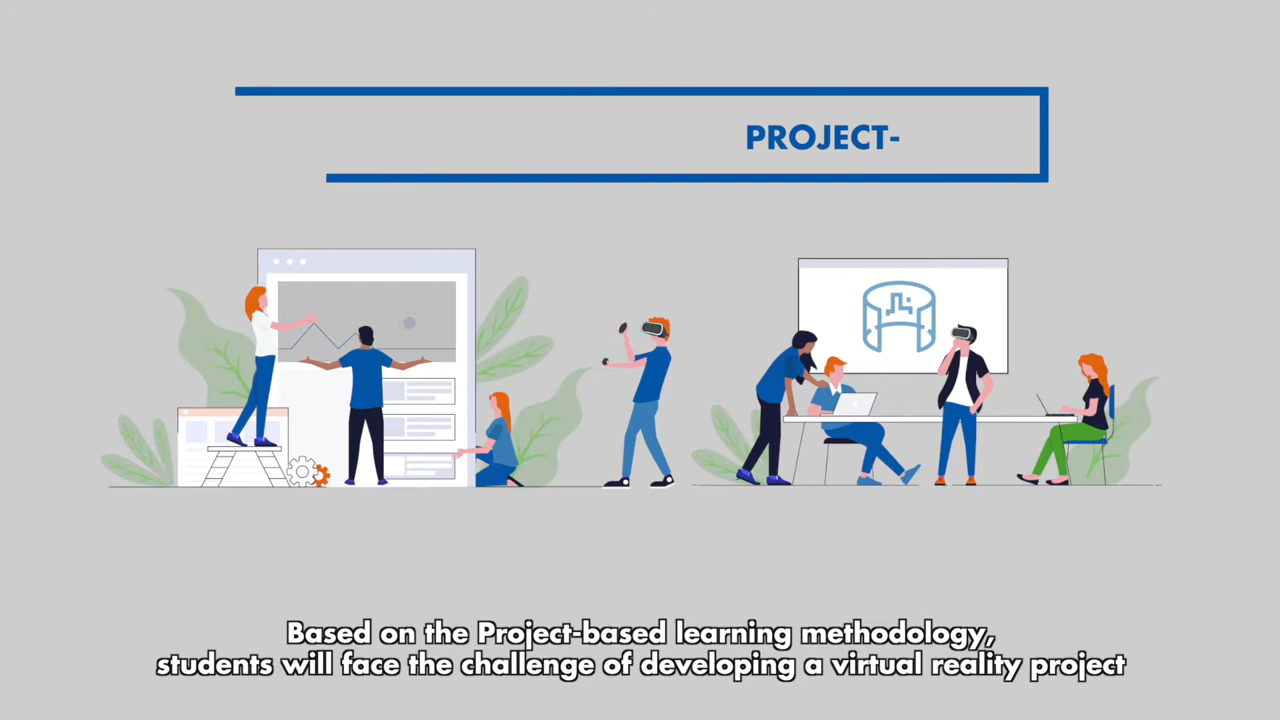 PROJECT-
Based on the Project-based learning methodology,
students will face the challenge of developing a virtual reality project